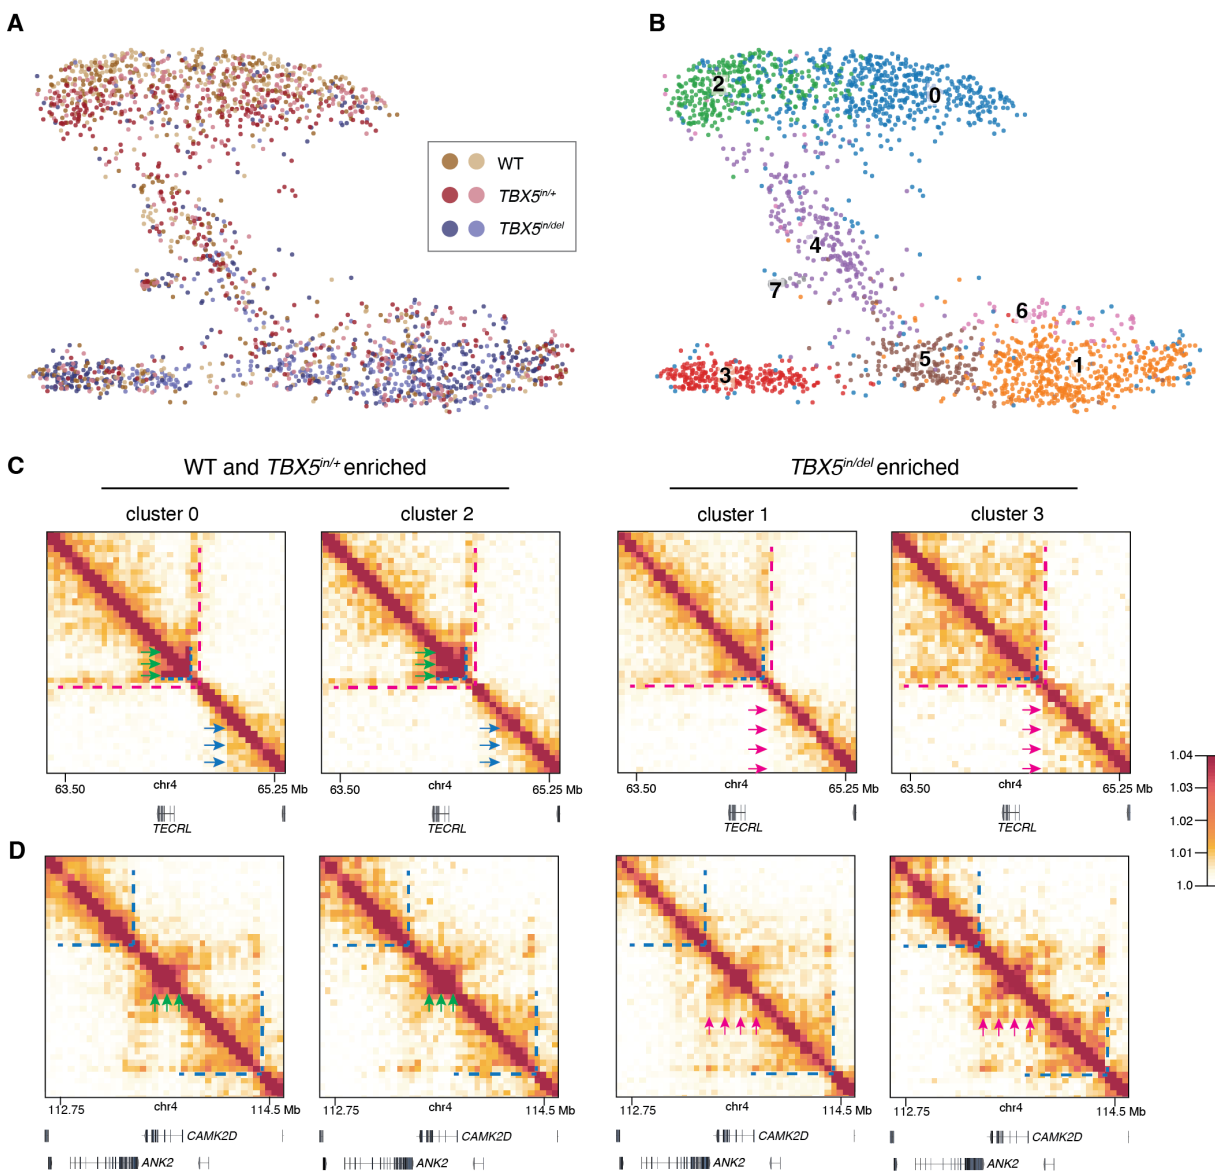 A
B
WT
TBX5in/+
TBX5in/del
2
0
4
7
6
5
1
3
C
WT and TBX5in/+ enriched
TBX5in/del enriched
cluster 0
cluster 2
cluster 1
cluster 3
63.50 chr4 65.25 Mb
63.50 chr4 65.25 Mb
63.50 chr4 65.25 Mb
63.50 chr4 65.25 Mb
TECRL
TECRL
TECRL
TECRL
1.04
1.03
1.02
1.01
1.0
D
112.75 chr4 114.5 Mb
112.75 chr4 114.5 Mb
112.75 chr4 114.5 Mb
112.75 chr4 114.5 Mb
CAMK2D
CAMK2D
CAMK2D
CAMK2D
ANK2
ANK2
ANK2
ANK2